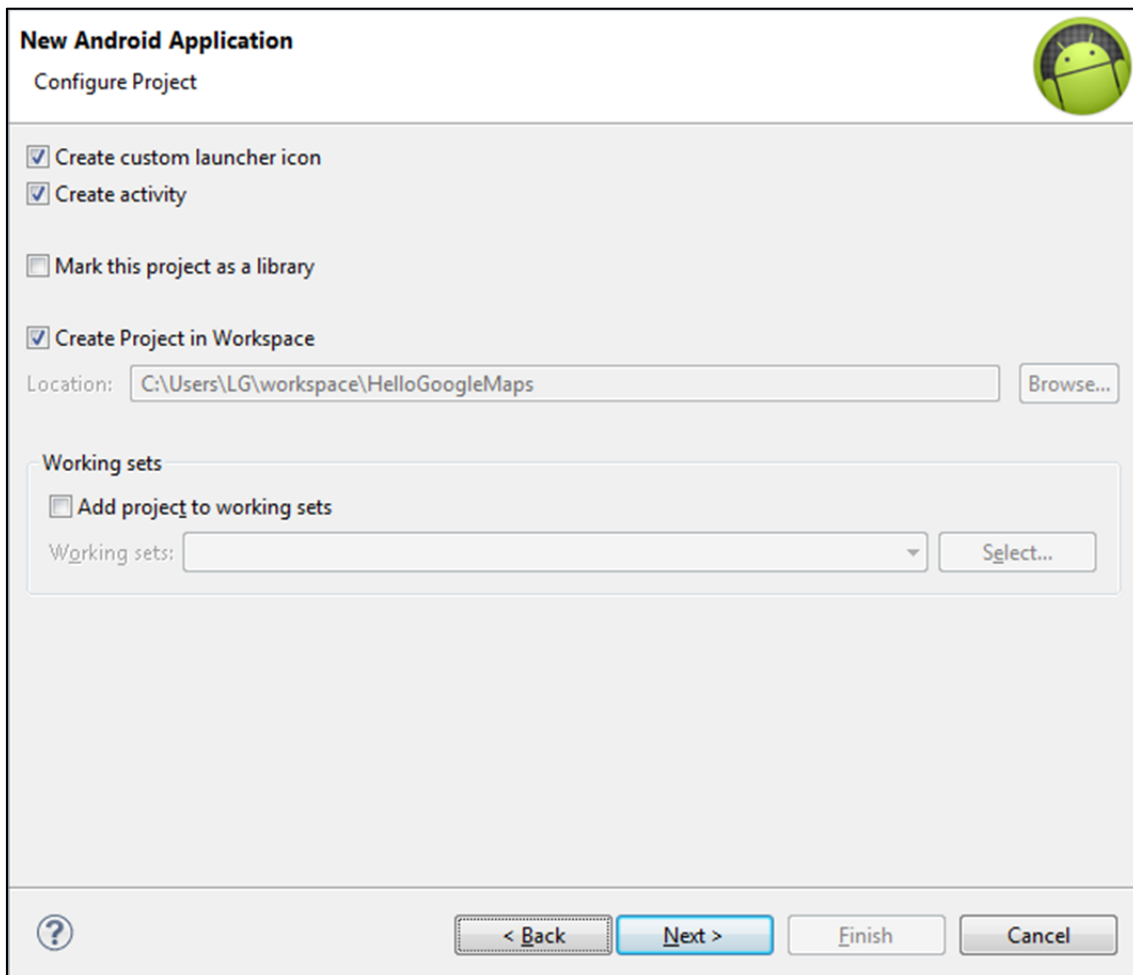 New Android Application
Configure Project
Create custom launcher icon
Create activity
Mark this project as a library
Create Project in Workspace
Location: C:\Users\LG\workspace\HelloGoogleMaps Browse...
Working sets
Add project to working sets
Working sets: Select...
? < Back Next > Finish Cancel